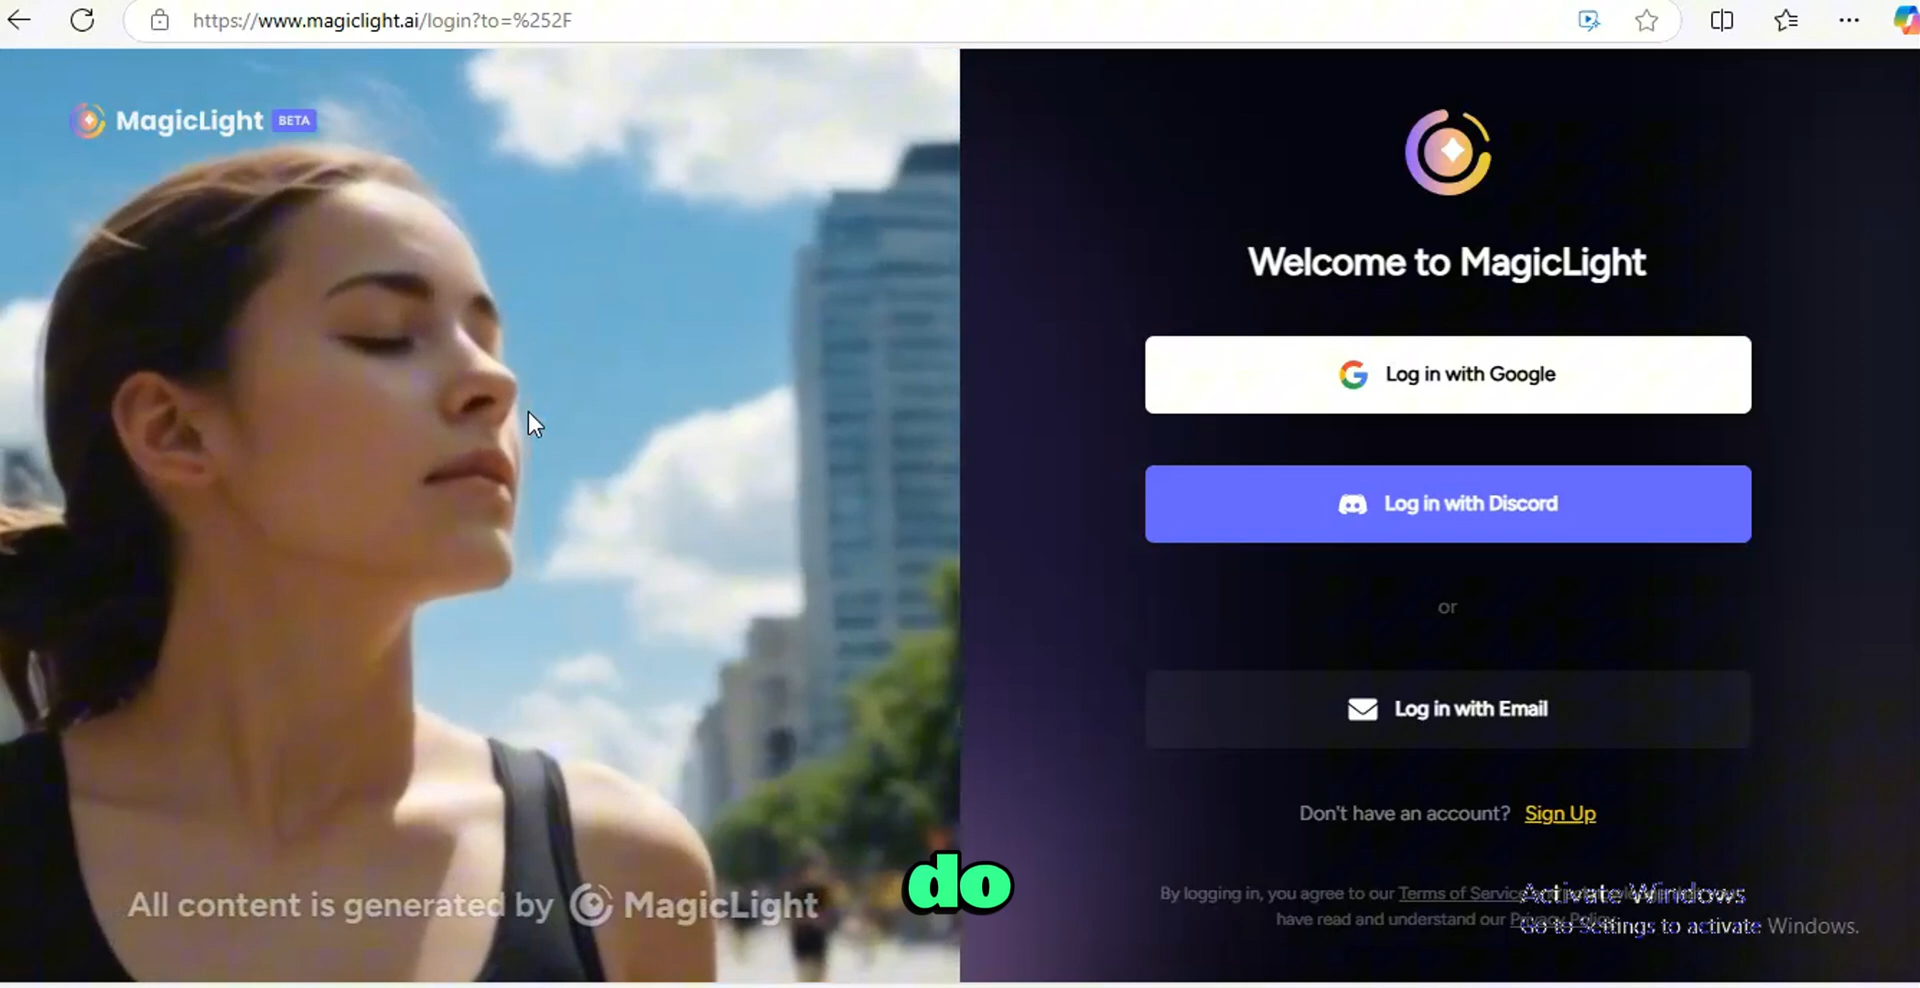 https://www.magiclight.ai/login?to=%252F
MagicLight BETA
Welcome to MagicLight
Log in with Google
Log in with Discord
or
Log in with Email
Don't have an account? Sign Up
do
All content is generated by MagicLight
By logging in, you agree to our Terms of Service
have read and understand our Privacy Policy
Activate Windows
Go to Settings to activate Windows.